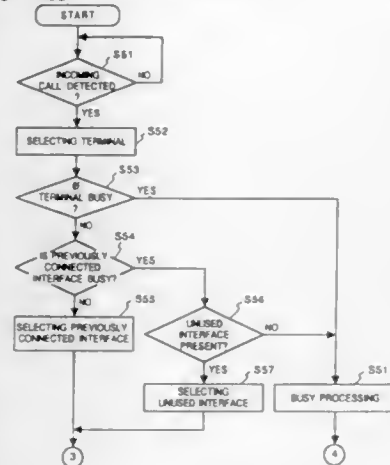 START
S51
INCOMING
CALL DETECTED
?
NO
YES
S52
SELECTING TERMINAL
S53
IS
TERMINAL BUSY
?
YES
NO
S54
IS PREVIOUSLY
CONNECTED
INTERFACE BUSY?
YES
NO
S55
SELECTING PREVIOUSLY
CONNECTED INTERFACE
S56
UNUSED
INTERFACE
PRESENT?
NO
YES
S57
SELECTING
UNUSED INTERFACE
S51
BUSY PROCESSING
3
4